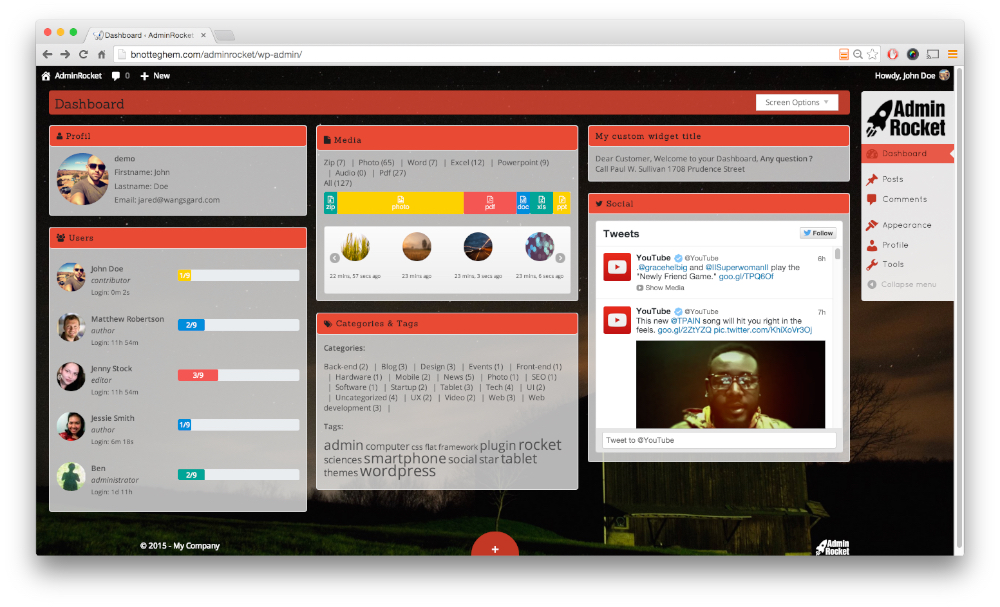 Dashboard ‹ AdminRocket
bnotteghem.com/adminrocket/wp-admin/
AdminRocket 0 New
Howdy, John Doe
Dashboard
Screen Options
Profil
demo
Firstname: John
Lastname: Doe
Email: jared@wangsgard.com
Users
John Doe
contributor
Login: 0m 2s
1/9
Matthew Robertson
author
Login: 11h 54m
2/9
Jenny Stock
editor
Login: 11h 54m
3/9
Jessie Smith
author
Login: 6m 18s
1/9
Ben
administrator
Login: 1d 11h
2/9
Media
Zip (7) | Photo (65) | Word (7) | Excel (12) | Powerpoint (9)
| Audio (0) | Pdf (27)
All (127)
zip photo pdf doc xls ppt
22 mins, 57 secs ago 23 mins ago 23 mins, 3 secs ago 23 mins, 6 secs ago
Categories & Tags
Categories:
Back-end (2) | Blog (3) | Design (3) | Events (1) | Front-end (1)
| Hardware (1) | Mobile (2) | News (5) | Photo (1) | SEO (1)
| Software (1) | Startup (2) | Tablet (3) | Tech (4) | UI (2)
| Uncategorized (4) | UX (2) | Video (2) | Web (3) | Web
development (3) |
Tags:
admin computer css flat framework plugin rocket
sciences smartphone social star tablet
themes wordpress
My custom widget title
Dear Customer, Welcome to your Dashboard, Any question ?
Call Paul W. Sullivan 1708 Prudence Street
Social
Tweets
Follow
YouTube @YouTube 6h
.@gracehelbig and @IISuperwomanII play the
"Newly Friend Game." goo.gl/TPQ6Of
Show Media
YouTube @YouTube 7h
This new @TPAIN song will hit you right in the
feels. goo.gl/2ZtYZQ pic.twitter.com/KhiXoVr3Oj
Tweet to @YouTube
Admin
Rocket
Dashboard
Posts
Comments
Appearance
Profile
Tools
Collapse menu
© 2015 - My Company
+
Admin
Rocket